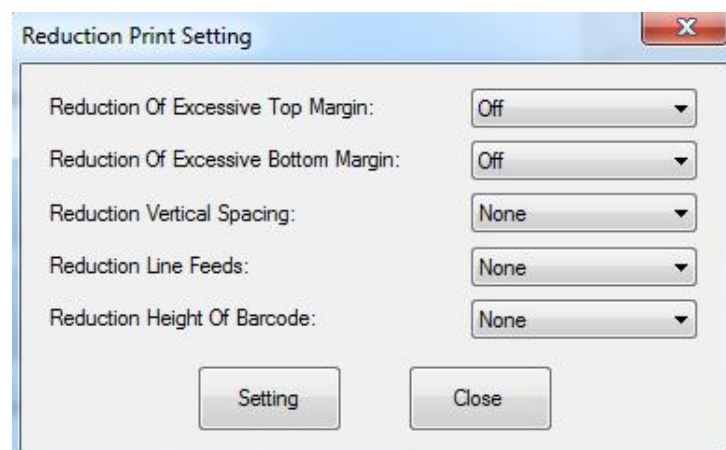 Reduction Print Setting
Reduction Of Excessive Top Margin: Off
Reduction Of Excessive Bottom Margin: Off
Reduction Vertical Spacing: None
Reduction Line Feeds: None
Reduction Height Of Barcode: None
Setting Close